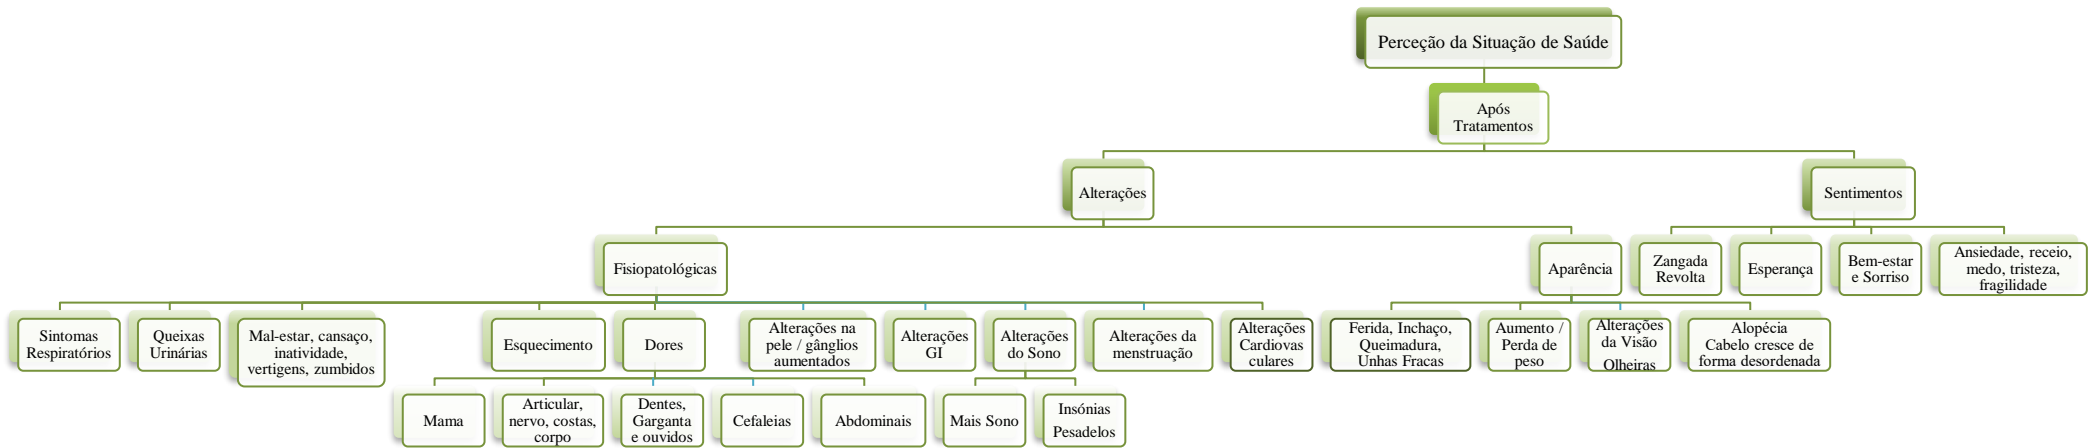 Perceção da Situação de Saúde
Após
Tratamentos
Alterações
Sentimentos
Fisiopatológicas
Aparência
Zangada
Revolta
Esperança
Bem-estar
e Sorriso
Ansiedade, receio,
medo, tristeza,
fragilidade
Sintomas
Respiratórios
Queixas
Urinárias
Mal-estar, cansaço,
inatividade,
vertigens, zumbidos
Esquecimento
Dores
Alterações na
pele / gânglios
aumentados
Alterações
GI
Alterações
do Sono
Alterações da
menstruação
Alterações
Cardiovas
culares
Ferida, Inchaço,
Queimadura,
Unhas Fracas
Aumento /
Perda de
peso
Alterações
da Visão
Olheiras
Alopécia
Cabelo cresce de
forma desordenada
Mama
Articular,
nervo, costas,
corpo
Dentes,
Garganta
e ouvidos
Cefaleias
Abdominais
Mais Sono
Insónias
Pesadelos